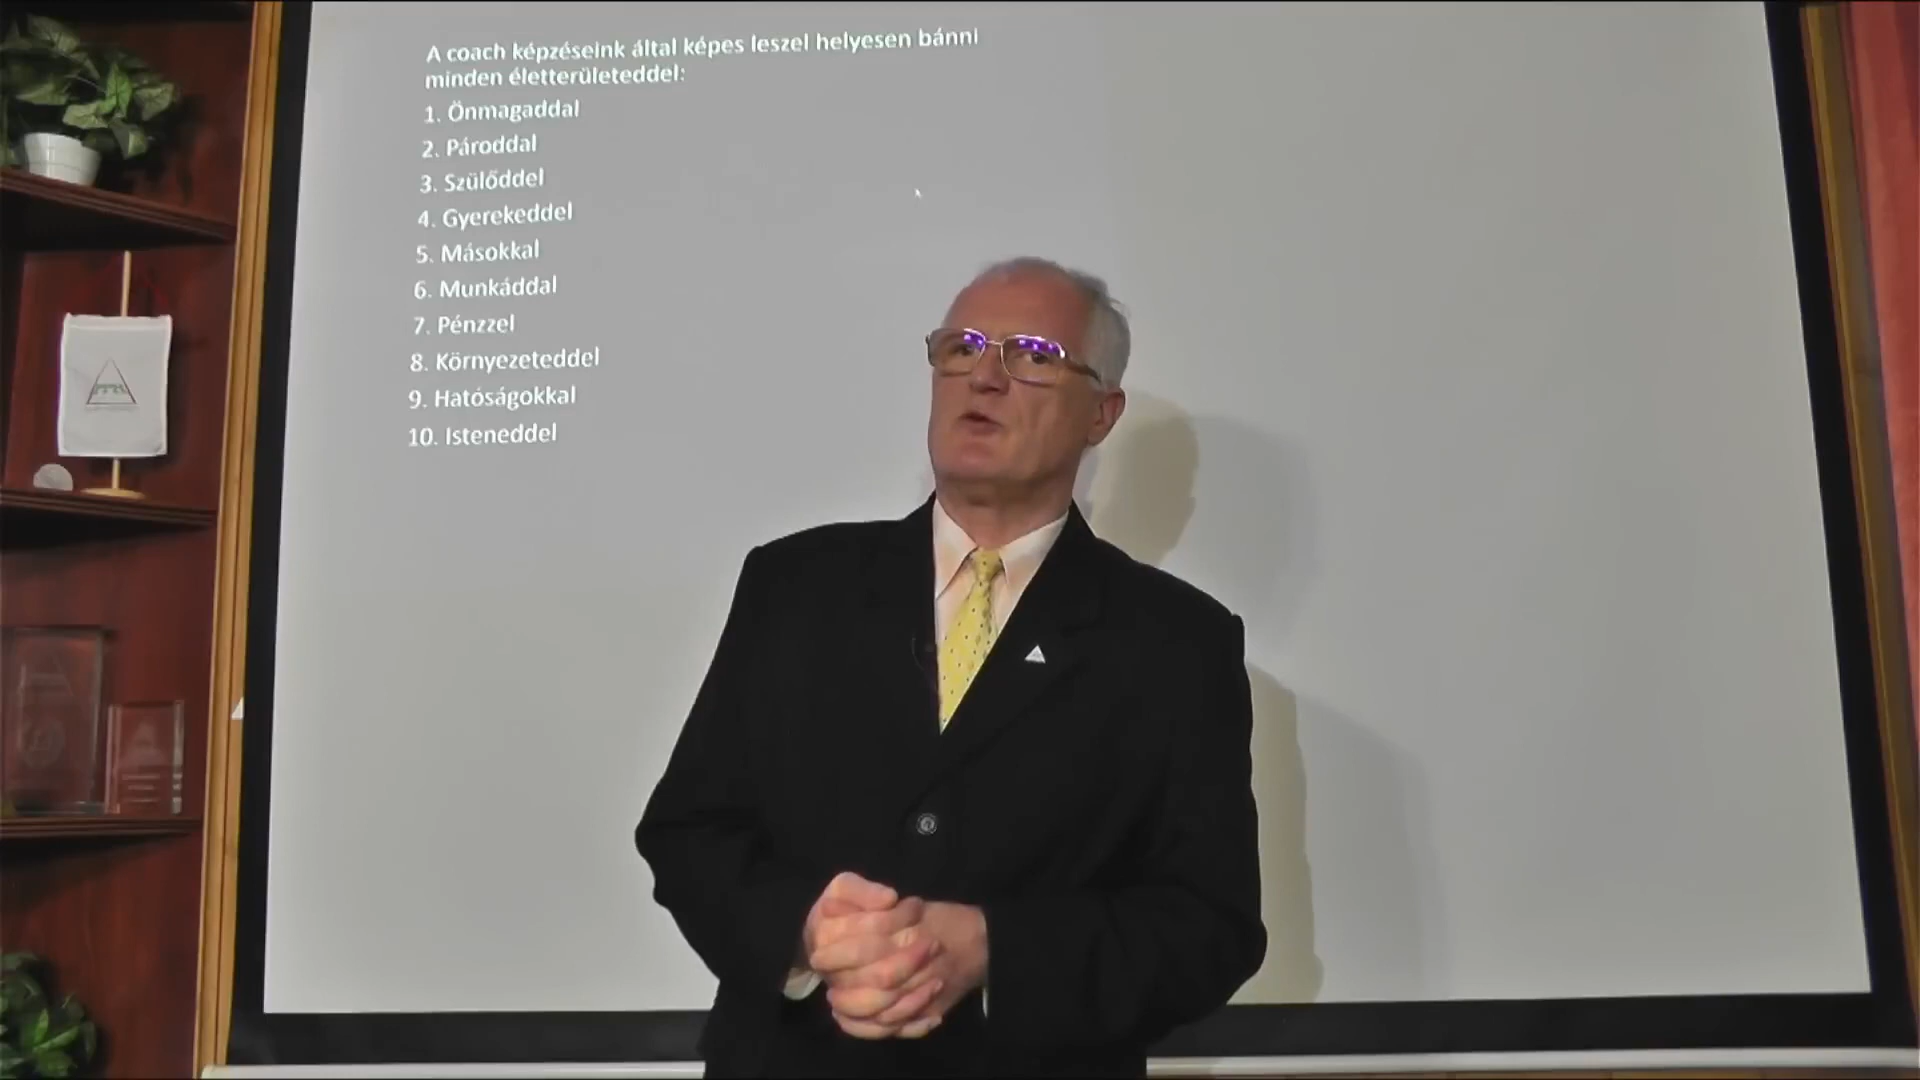 A coach képzéseink által képes leszel helyesen bánni
minden életterületeddel:
1. Önmagaddal
2. Pároddal
3. Szülőddel
4. Gyerekeddel
5. Másokkal
6. Munkáddal
7. Pénzzel
8. Környezeteddel
9. Hatóságokkal
10. Isteneddel